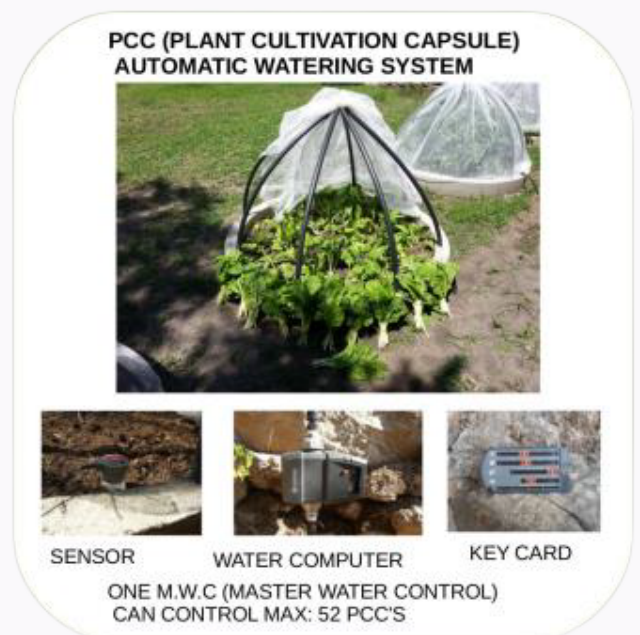 PCC (PLANT CULTIVATION CAPSULE)
AUTOMATIC WATERING SYSTEM
SENSOR
WATER COMPUTER
KEY CARD
ONE M.W.C (MASTER WATER CONTROL)
CAN CONTROL MAX: 52 PCC'S